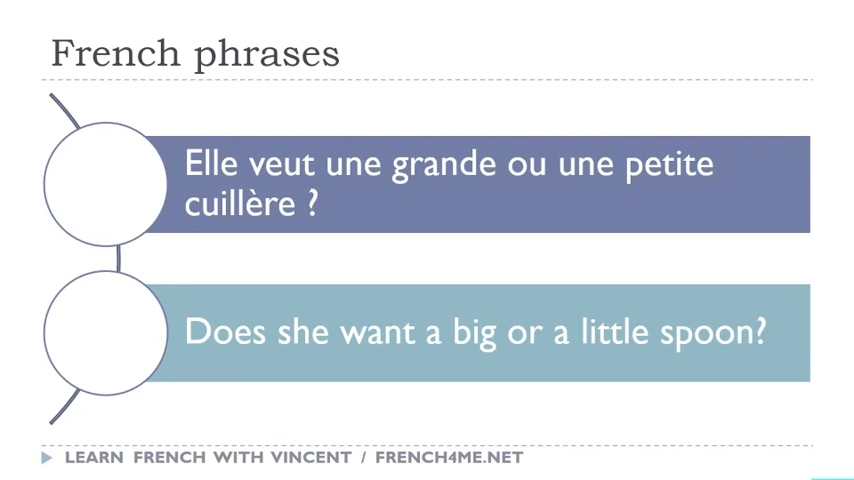 French phrases
Elle veut une grande ou une petite
cuillère ?
Does she want a big or a little spoon?
LEARN FRENCH WITH VINCENT / FRENCH4ME.NET